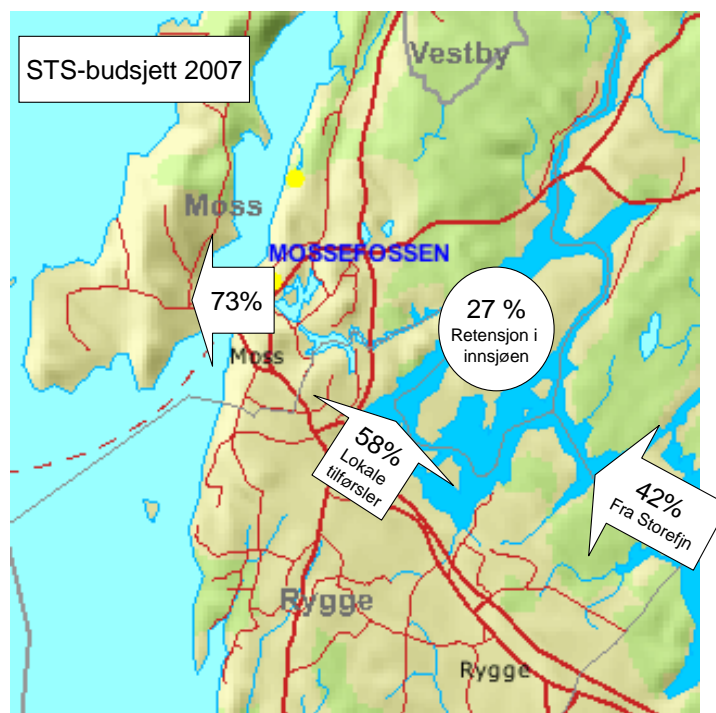 STS-budsjett 2007
Vestby
Moss
MOSSEFOSSEN
73%
27 %
Retensjon i
innsjøen
Moss
58%
Lokale
tilførsler
42%
Fra Storefjn
Rygge
Rygge